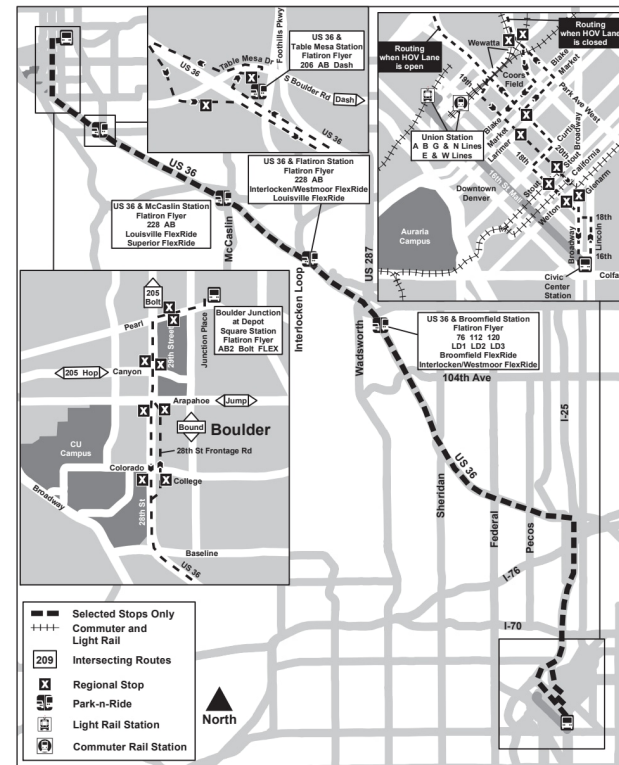 Table Mesa Dr
US 36
Foothills Pkwy
S Boulder Rd
Dash
US 36
US 36 &
Table Mesa Station
Flatiron Flyer
206 AB Dash
Routing
when HOV Lane
is open
Routing
when HOV Lane
is closed
Wewatta
Coors
Field
Blake
Market
19th
Park Ave West
Union Station
A B G & N Lines
E & W Lines
Blake
Market
Larimer
18th
Curtis
Broadway
20th
Stout
California
Glenarm
16th St Mall
Stout
Welton
Downtown
Denver
Auraria
Campus
18th
Broadway
Lincoln
16th
Civic
Center
Station
Colfa
US 36
US 36 & Flatiron Station
Flatiron Flyer
228 AB
Interlocken/Westmoor FlexRide
Louisville FlexRide
US 36 & McCaslin Station
Flatiron Flyer
228 AB
Louisville FlexRide
Superior FlexRide
McCaslin
Interlocken Loop
US 287
Wadsworth
US 36 & Broomfield Station
Flatiron Flyer
76 112 120
LD1 LD2 LD3
Broomfield FlexRide
Interlocken/Westmoor FlexRide
104th Ave
I-25
US 36
Sheridan
Federal
Pecos
I-76
I-70
205
Bolt
Pearl
29th Street
Junction Place
Boulder Junction
at Depot
Square Station
Flatiron Flyer
AB2 Bolt FLEX
205 Hop
Canyon
Arapahoe
Jump
Bound
Boulder
CU
Campus
28th St Frontage Rd
Colorado
College
Broadway
28th St
Baseline
US 36
Selected Stops Only
Commuter and
Light Rail
209
Intersecting Routes
Regional Stop
Park-n-Ride
Light Rail Station
Commuter Rail Station
North